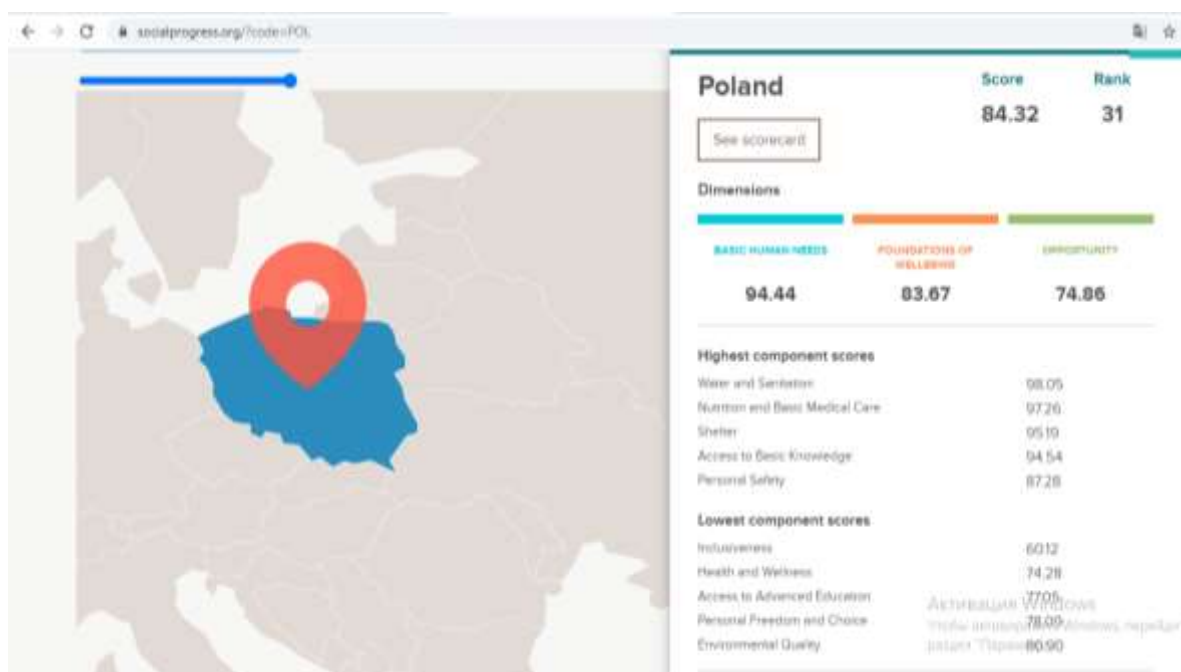 socialprogress.org/?code=POL
Poland
Score
Rank
84.32
31
See scorecard
Dimensions
BASIC HUMAN NEEDS
FOUNDATIONS OF
WELLBEING
OPPORTUNITY
94.44
83.67
74.86
Highest component scores
Water and Sanitation 98.05
Nutrition and Basic Medical Care 97.26
Shelter 95.19
Access to Basic Knowledge 94.54
Personal Safety 87.28
Lowest component scores
Inclusiveness 60.12
Health and Wellness 74.28
Access to Advanced Education 77.05
Personal Freedom and Choice 78.09
Environmental Quality 80.90
Активация Windows
Чтобы Windows, перейдите
раздел